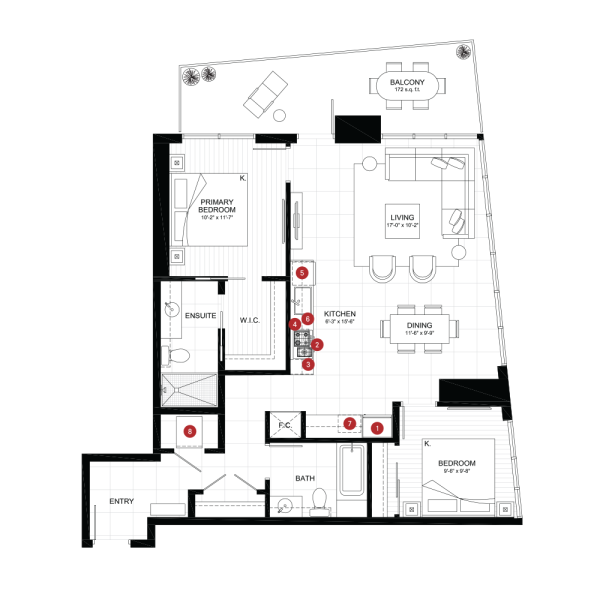 BALCONY
172 s.q. f.t.
K.
PRIMARY
BEDROOM
10'-2" x 11'-7"
LIVING
17'-0" x 10'-2"
5
ENSUITE
W.I.C.
KITCHEN
6'-3" x 15'-6"
6
4
2
3
DINING
11'-6" x 9'-9"
8
F.C.
7
1
K.
BEDROOM
9'-6" x 9'-8"
BATH
ENTRY